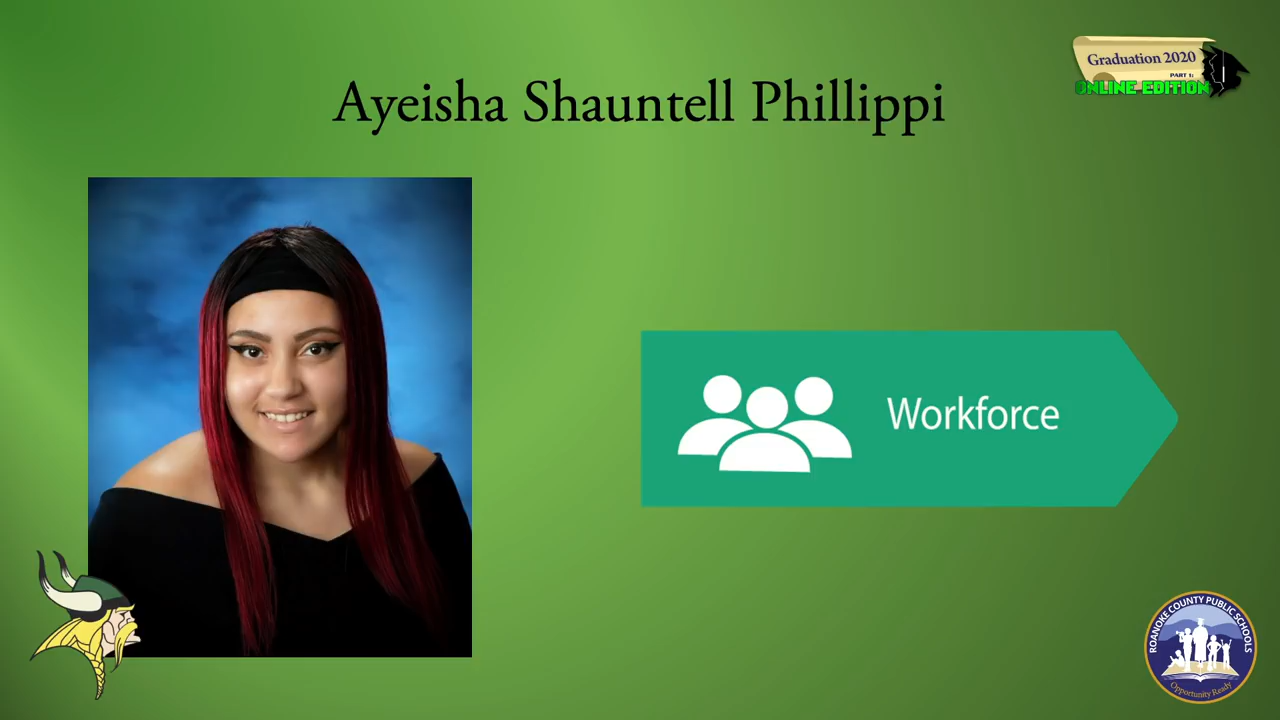 Graduation 2020
PART 1:
ONLINE EDITION
Ayeisha Shauntell Phillippi
Workforce
ROANOKE COUNTY PUBLIC SCHOOLS
Opportunity Ready